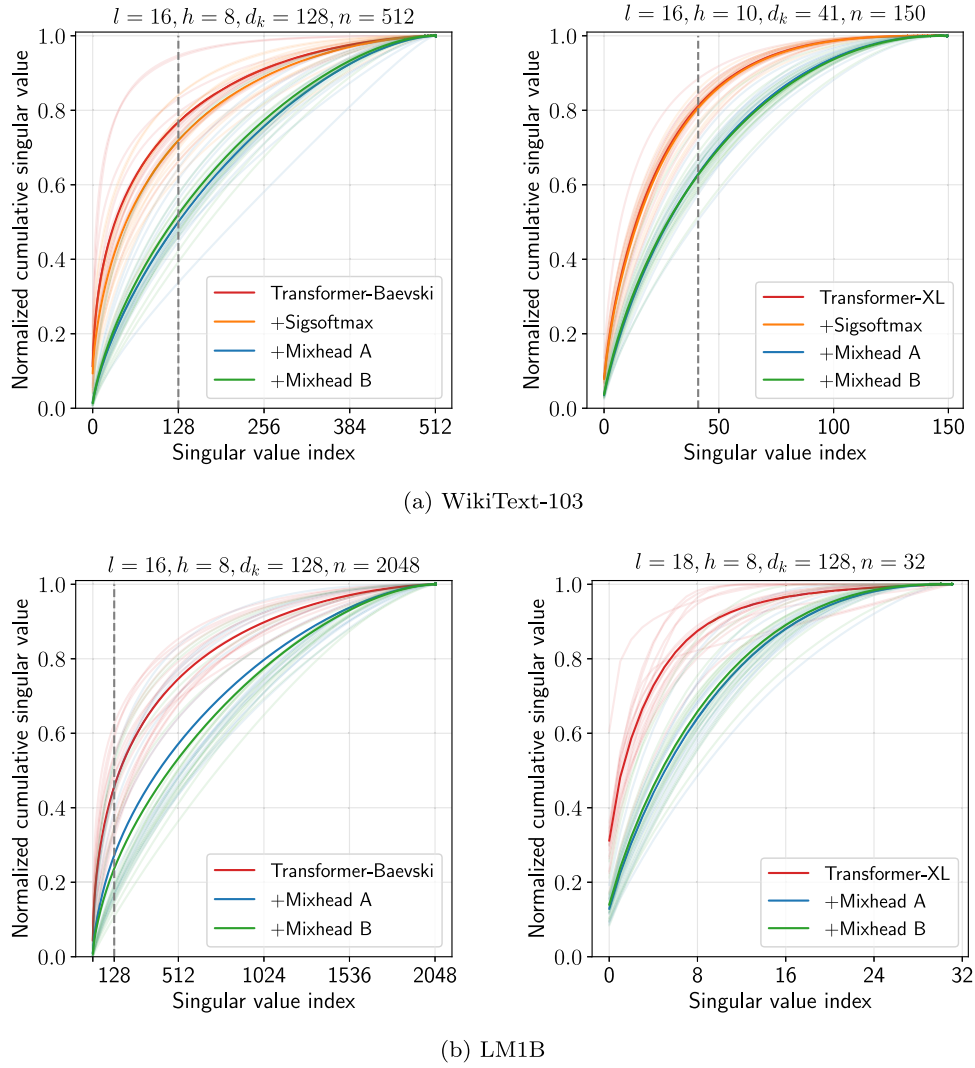 l = 16, h = 8, d_k = 128, n = 512
Normalized cumulative singular value
1.0
0.8
0.6
0.4
0.2
0.0
Transformer-Baevski
+Sigsoftmax
+Mixhead A
+Mixhead B
0 128 256 384 512
Singular value index
l = 16, h = 10, d_k = 41, n = 150
Normalized cumulative singular value
1.0
0.8
0.6
0.4
0.2
0.0
Transformer-XL
+Sigsoftmax
+Mixhead A
+Mixhead B
0 50 100 150
Singular value index
(a) WikiText-103
l = 16, h = 8, d_k = 128, n = 2048
Normalized cumulative singular value
1.0
0.8
0.6
0.4
0.2
0.0
Transformer-Baevski
+Mixhead A
+Mixhead B
128 512 1024 1536 2048
Singular value index
l = 18, h = 8, d_k = 128, n = 32
Normalized cumulative singular value
1.0
0.8
0.6
0.4
0.2
0.0
Transformer-XL
+Mixhead A
+Mixhead B
0 8 16 24 32
Singular value index
(b) LM1B